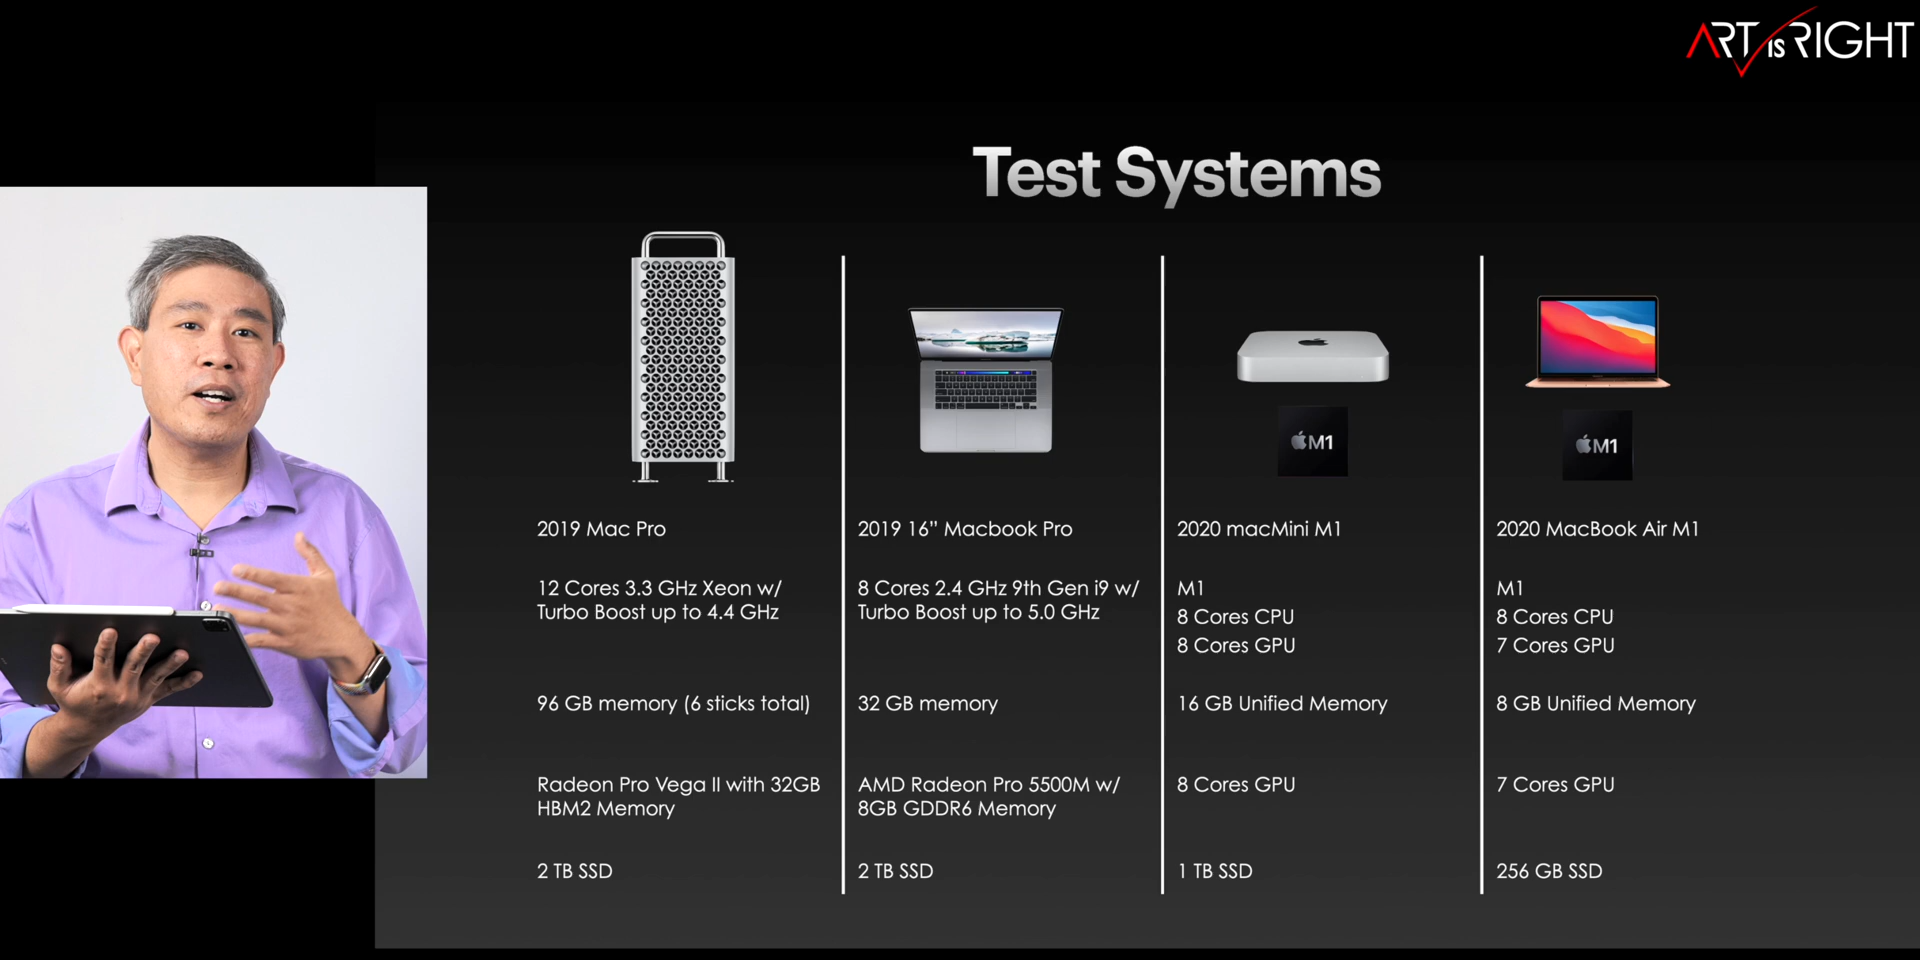 ART IS RIGHT
Test Systems
M1
M1
2019 Mac Pro
12 Cores 3.3 GHz Xeon w/
Turbo Boost up to 4.4 GHz
96 GB memory (6 sticks total)
Radeon Pro Vega II with 32GB
HBM2 Memory
2 TB SSD
2019 16” Macbook Pro
8 Cores 2.4 GHz 9th Gen i9 w/
Turbo Boost up to 5.0 GHz
32 GB memory
AMD Radeon Pro 5500M w/
8GB GDDR6 Memory
2 TB SSD
2020 macMini M1
M1
8 Cores CPU
8 Cores GPU
16 GB Unified Memory
8 Cores GPU
1 TB SSD
2020 MacBook Air M1
M1
8 Cores CPU
7 Cores GPU
8 GB Unified Memory
7 Cores GPU
256 GB SSD